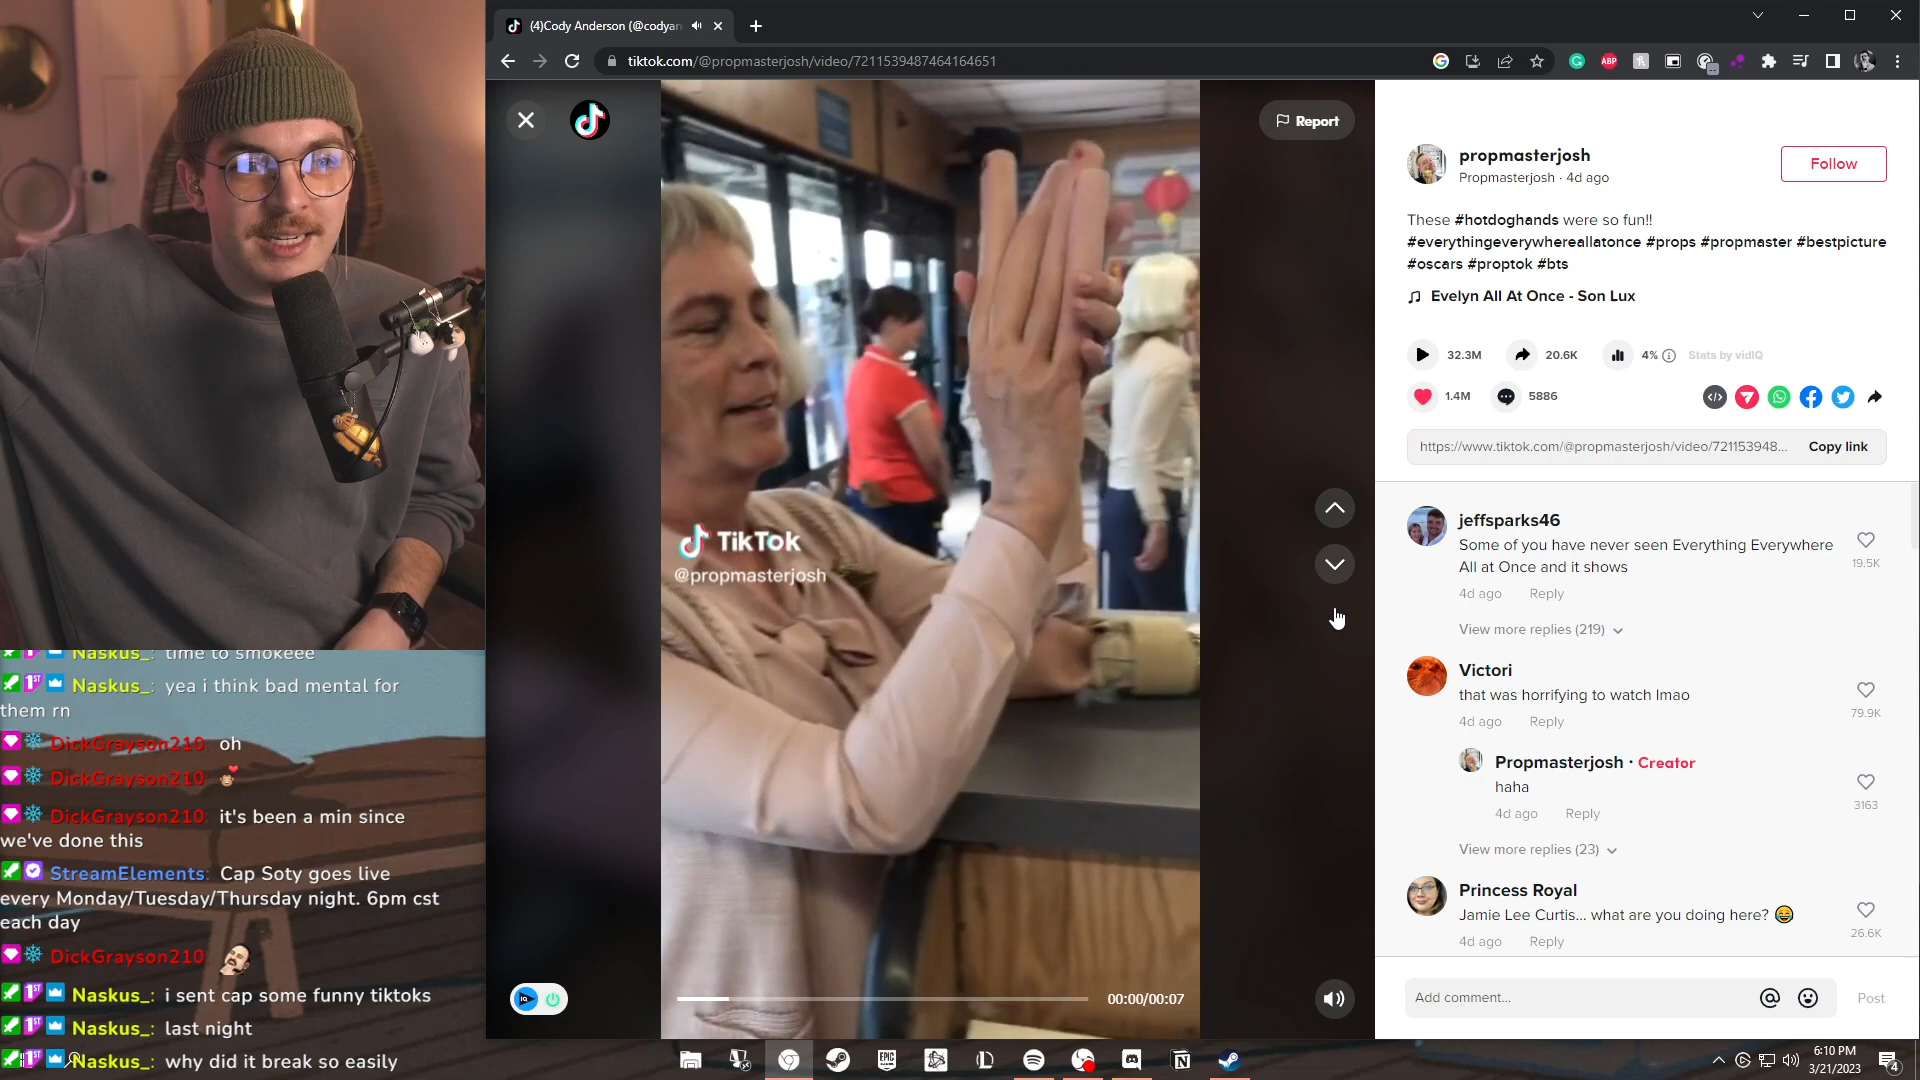 (4)Cody Anderson (@codyan
tiktok.com/@propmasterjosh/video/7211539487464164651
ABP
Report
TikTok
@propmasterjosh
00:00/00:07
propmasterjosh
Propmasterjosh · 4d ago
Follow
These #hotdoghands were so fun!!
#everythingeverywhereallatonce #props #propmaster #bestpicture
#oscars #proptok #bts
Evelyn All At Once - Son Lux
32.3M
20.6K
4%
Stats by vidIQ
1.4M
5886
https://www.tiktok.com/@propmasterjosh/video/721153948...
Copy link
jeffsparks46
Some of you have never seen Everything Everywhere
All at Once and it shows
19.5K
4d ago
Reply
View more replies (219)
Victori
that was horrifying to watch lmao
79.9K
4d ago
Reply
Propmasterjosh · Creator
haha
3163
4d ago
Reply
View more replies (23)
Princess Royal
Jamie Lee Curtis... what are you doing here? 😂
26.6K
4d ago
Reply
Add comment...
Post
Naskus_: time to smokeee
Naskus_: yea i think bad mental for
them rn
DickGrayson210: oh
DickGrayson210:
DickGrayson210: it's been a min since
we've done this
StreamElements: Cap Soty goes live
every Monday/Tuesday/Thursday night. 6pm cst
each day
DickGrayson210:
Naskus_: i sent cap some funny tiktoks
Naskus_: last night
Naskus_: why did it break so easily
EPIC
6:10 PM
3/21/2023
4